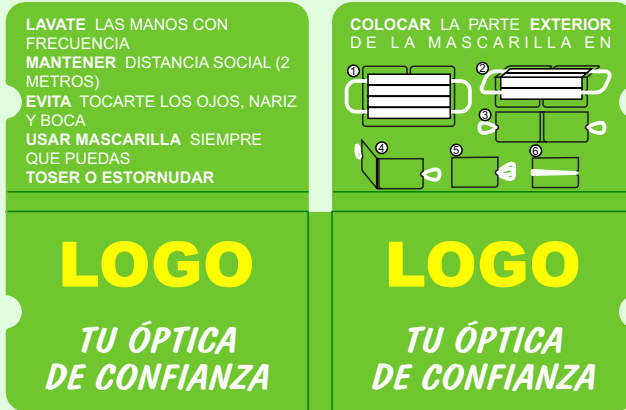 LAVATE LAS MANOS CON
FRECUENCIA
MANTENER DISTANCIA SOCIAL (2
METROS)
EVITA TOCARTE LOS OJOS, NARIZ
Y BOCA
USAR MASCARILLA SIEMPRE
QUE PUEDAS
TOSER O ESTORNUDAR
COLOCAR LA PARTE EXTERIOR
DE LA MASCARILLA EN
1
2
3
4
5
6
LOGO
TU ÓPTICA
DE CONFIANZA
LOGO
TU ÓPTICA
DE CONFIANZA